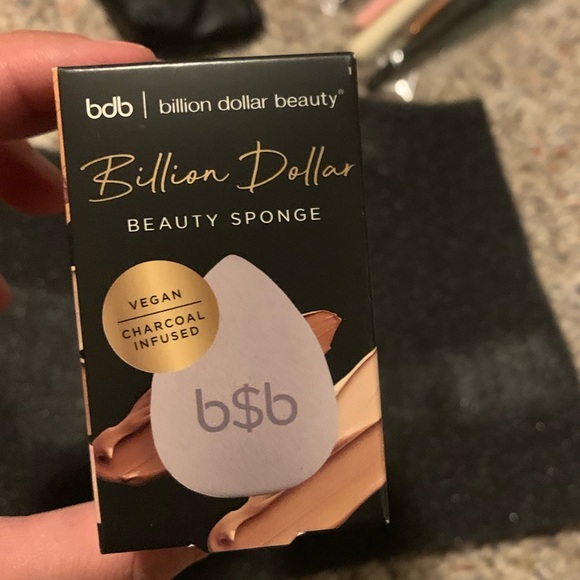 bdb | billion dollar beauty®
Billion Dollar
BEAUTY SPONGE
VEGAN
CHARCOAL
INFUSED
b$b